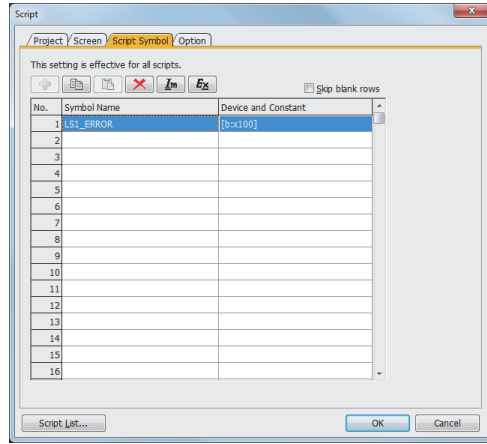 Script
Project Screen Script Symbol Option
This setting is effective for all scripts.
Im Ex Skip blank rows
No. Symbol Name Device and Constant
1 LS1_ERROR [b:x100]
2
3
4
5
6
7
8
9
10
11
12
13
14
15
16
Script List... OK Cancel